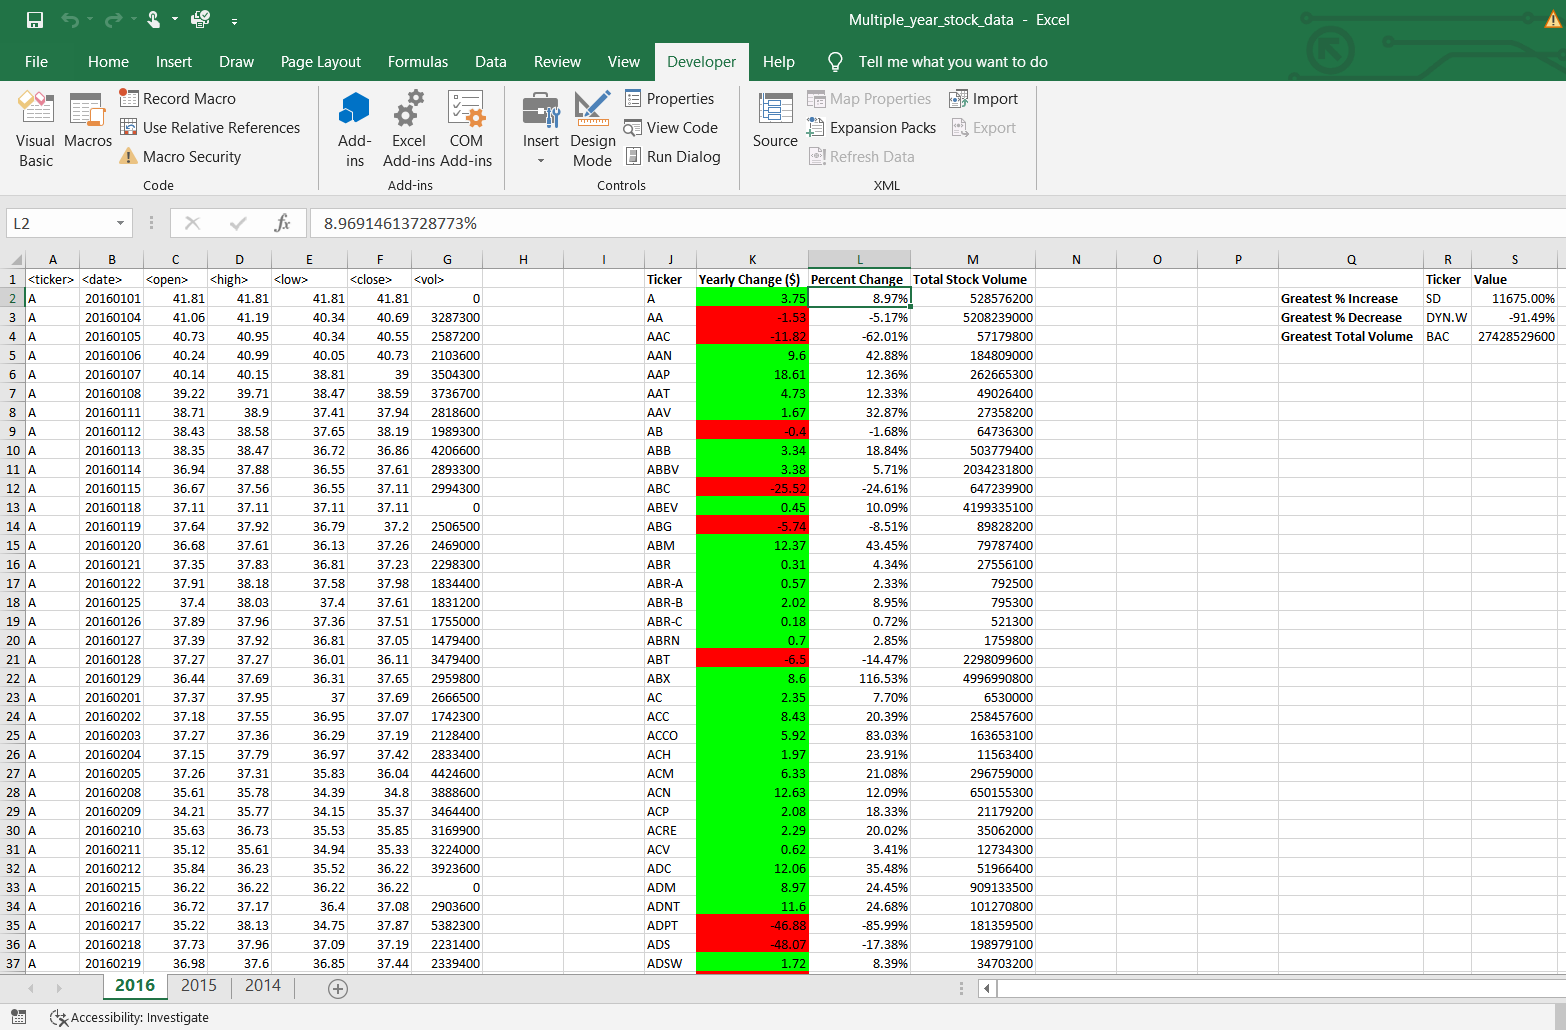 Multiple_year_stock_data - Excel
File Home Insert Draw Page Layout Formulas Data Review View Developer Help Tell me what you want to do
Visual Basic
Macros
Record Macro
Use Relative References
Macro Security
Code
Add-ins
Excel Add-ins
COM Add-ins
Add-ins
Insert
Design Mode
Properties
View Code
Run Dialog
Controls
Source
Map Properties
Expansion Packs
Refresh Data
Import
Export
XML
L2 fx 8.96914613728773%
A B C D E F G H I J K L M N O P Q R S
1 <ticker> <date> <open> <high> <low> <close> <vol> Ticker Yearly Change ($) Percent Change Total Stock Volume Ticker Value
2 A 20160101 41.81 41.81 41.81 41.81 0 A 3.75 8.97% 528576200 Greatest % Increase SD 11675.00%
3 A 20160104 41.06 41.19 40.34 40.69 3287300 AA -1.53 -5.17% 5208239000 Greatest % Decrease DYN.W -91.49%
4 A 20160105 40.73 40.95 40.34 40.55 2587200 AAC -11.82 -62.01% 57179800 Greatest Total Volume BAC 27428529600
5 A 20160106 40.24 40.99 40.05 40.73 2103600 AAN 9.6 42.88% 184809000
6 A 20160107 40.14 40.15 38.81 39 3504300 AAP 18.61 12.36% 262665300
7 A 20160108 39.22 39.71 38.47 38.59 3736700 AAT 4.73 12.33% 49026400
8 A 20160111 38.71 38.9 37.41 37.94 2818600 AAV 1.67 32.87% 27358200
9 A 20160112 38.43 38.58 37.65 38.19 1989300 AB -0.4 -1.68% 64736300
10 A 20160113 38.35 38.47 36.72 36.86 4206600 ABB 3.34 18.84% 503779400
11 A 20160114 36.94 37.88 36.55 37.61 2893300 ABBV 3.38 5.71% 2034231800
12 A 20160115 36.67 37.56 36.55 37.11 2994300 ABC -25.52 -24.61% 647239900
13 A 20160118 37.11 37.11 37.11 37.11 0 ABEV 0.45 10.09% 4199335100
14 A 20160119 37.64 37.92 36.79 37.2 2506500 ABG -5.74 -8.51% 89828200
15 A 20160120 36.68 37.61 36.13 37.26 2469000 ABM 12.37 43.45% 79787400
16 A 20160121 37.35 37.83 36.81 37.23 2298300 ABR 0.31 4.34% 27556100
17 A 20160122 37.91 38.18 37.58 37.98 1834400 ABR-A 0.57 2.33% 792500
18 A 20160125 37.4 38.03 37.4 37.61 1831200 ABR-B 2.02 8.95% 795300
19 A 20160126 37.89 37.96 37.36 37.51 1755000 ABR-C 0.18 0.72% 521300
20 A 20160127 37.39 37.92 36.81 37.05 1479400 ABRN 0.7 2.85% 1759800
21 A 20160128 37.27 37.27 36.01 36.11 3479400 ABT -6.5 -14.47% 2298099600
22 A 20160129 36.44 37.69 36.31 37.65 2959800 ABX 8.6 116.53% 4996990800
23 A 20160201 37.37 37.95 37 37.69 2666500 AC 2.35 7.70% 6530000
24 A 20160202 37.18 37.55 36.95 37.07 1742300 ACC 8.43 20.39% 258457600
25 A 20160203 37.27 37.36 36.29 37.19 2128400 ACCO 5.92 83.03% 163653100
26 A 20160204 37.15 37.79 36.97 37.42 2833400 ACH 1.97 23.91% 11563400
27 A 20160205 37.26 37.31 35.83 36.04 4424600 ACM 6.33 21.08% 296759000
28 A 20160208 35.61 35.78 34.39 34.8 3888600 ACN 12.63 12.09% 650155300
29 A 20160209 34.21 35.77 34.15 35.37 3464400 ACP 2.08 18.33% 21179200
30 A 20160210 35.63 36.73 35.53 35.85 3169900 ACRE 2.29 20.02% 35062000
31 A 20160211 35.12 35.61 34.94 35.33 3224000 ACV 0.62 3.41% 12734300
32 A 20160212 35.84 36.23 35.52 36.22 3923600 ADC 12.06 35.48% 51966400
33 A 20160215 36.22 36.22 36.22 36.22 0 ADM 8.97 24.45% 909133500
34 A 20160216 36.72 37.17 36.4 37.08 2903600 ADNT 11.6 24.68% 101270800
35 A 20160217 35.22 38.13 34.75 37.87 5382300 ADPT -46.88 -85.99% 181359500
36 A 20160218 37.73 37.96 37.09 37.19 2231400 ADS -48.07 -17.38% 198979100
37 A 20160219 36.98 37.6 36.85 37.44 2339400 ADSW 1.72 8.39% 34703200
2016 2015 2014
Accessibility: Investigate